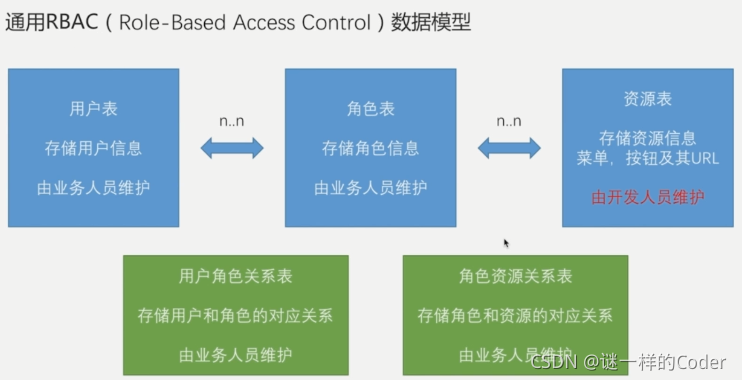 通用RBAC（Role-Based Access Control）数据模型
用户表
存储用户信息
由业务人员维护
n..n
角色表
存储角色信息
由业务人员维护
n..n
资源表
存储资源信息
菜单，按钮及其URL
由开发人员维护
用户角色关系表
存储用户和角色的对应关系
由业务人员维护
角色资源关系表
存储角色和资源的对应关系
由业务人员维护
CSDN @谜一样的Coder